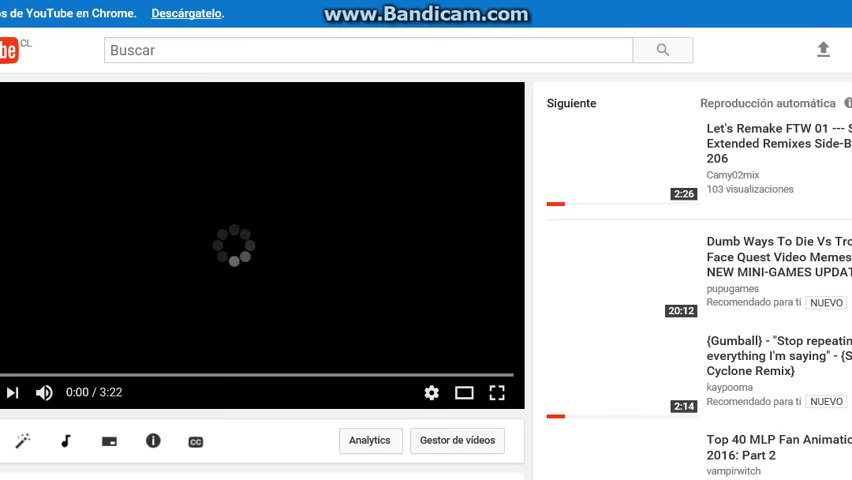 de YouTube en Chrome. Descárgatelo.
www.Bandicam.com
be CL
Buscar
Siguiente
Reproducción automática
Let's Remake FTW 01 --- S
Extended Remixes Side-B
206
Camy02mix
103 visualizaciones
2:26
Dumb Ways To Die Vs Tro
Face Quest Video Memes
NEW MINI-GAMES UPDAT
pupugames
Recomendado para ti NUEVO
20:12
{Gumball} - "Stop repeatin
everything I'm saying" - {S
Cyclone Remix}
kaypooma
Recomendado para ti NUEVO
2:14
0:00 / 3:22
CC
Analytics
Gestor de vídeos
Top 40 MLP Fan Animatio
2016: Part 2
vampirwitch